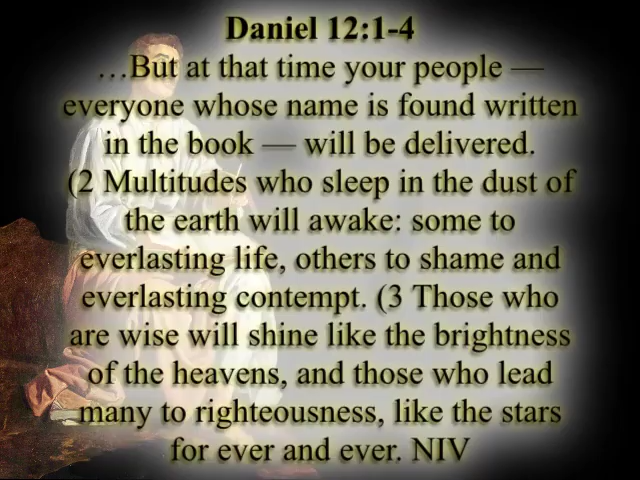 Daniel 12:1-4
…But at that time your people —
everyone whose name is found written
in the book — will be delivered.
(2 Multitudes who sleep in the dust of
the earth will awake: some to
everlasting life, others to shame and
everlasting contempt. (3 Those who
are wise will shine like the brightness
of the heavens, and those who lead
many to righteousness, like the stars
for ever and ever. NIV